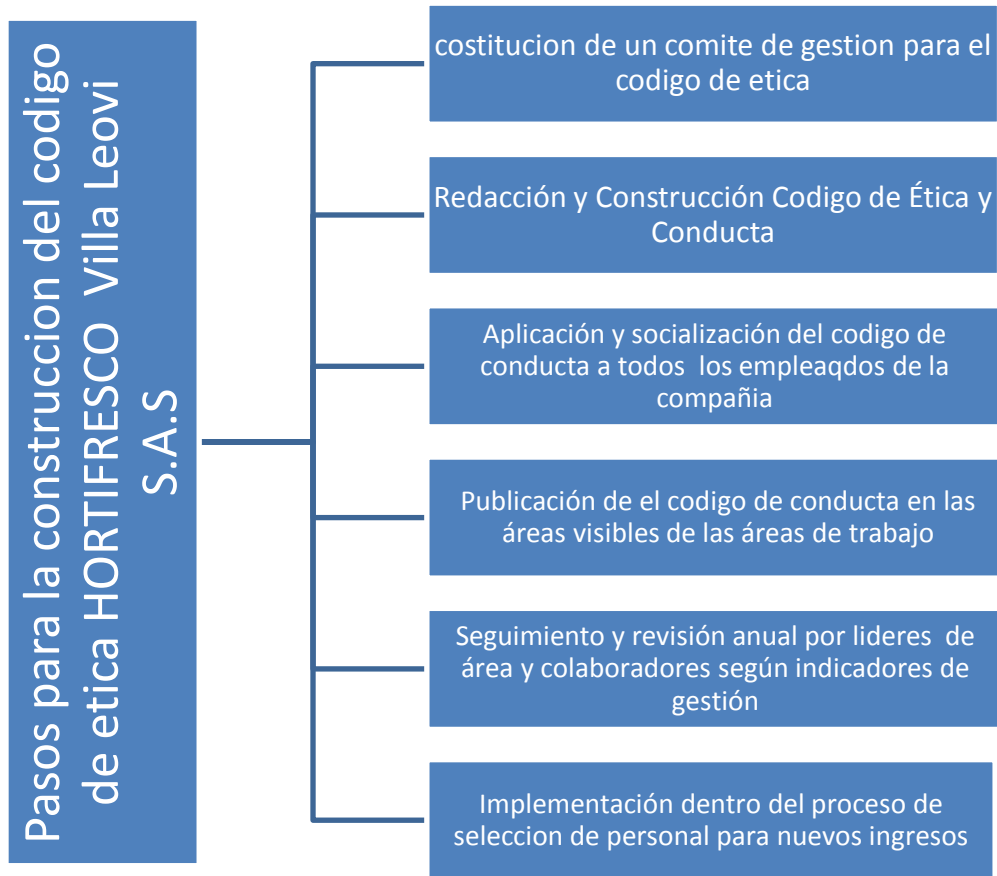 Pasos para la construccion del codigo
de etica HORTIFRESCO Villa Leovi
S.A.S
costitucion de un comite de gestion para el
codigo de etica
Redacción y Construcción Codigo de Ética y
Conducta
Aplicación y socialización del codigo de
conducta a todos los empleaqdos de la
compañia
Publicación de el codigo de conducta en las
áreas visibles de las áreas de trabajo
Seguimiento y revisión anual por lideres de
área y colaboradores según indicadores de
gestión
Implementación dentro del proceso de
seleccion de personal para nuevos ingresos